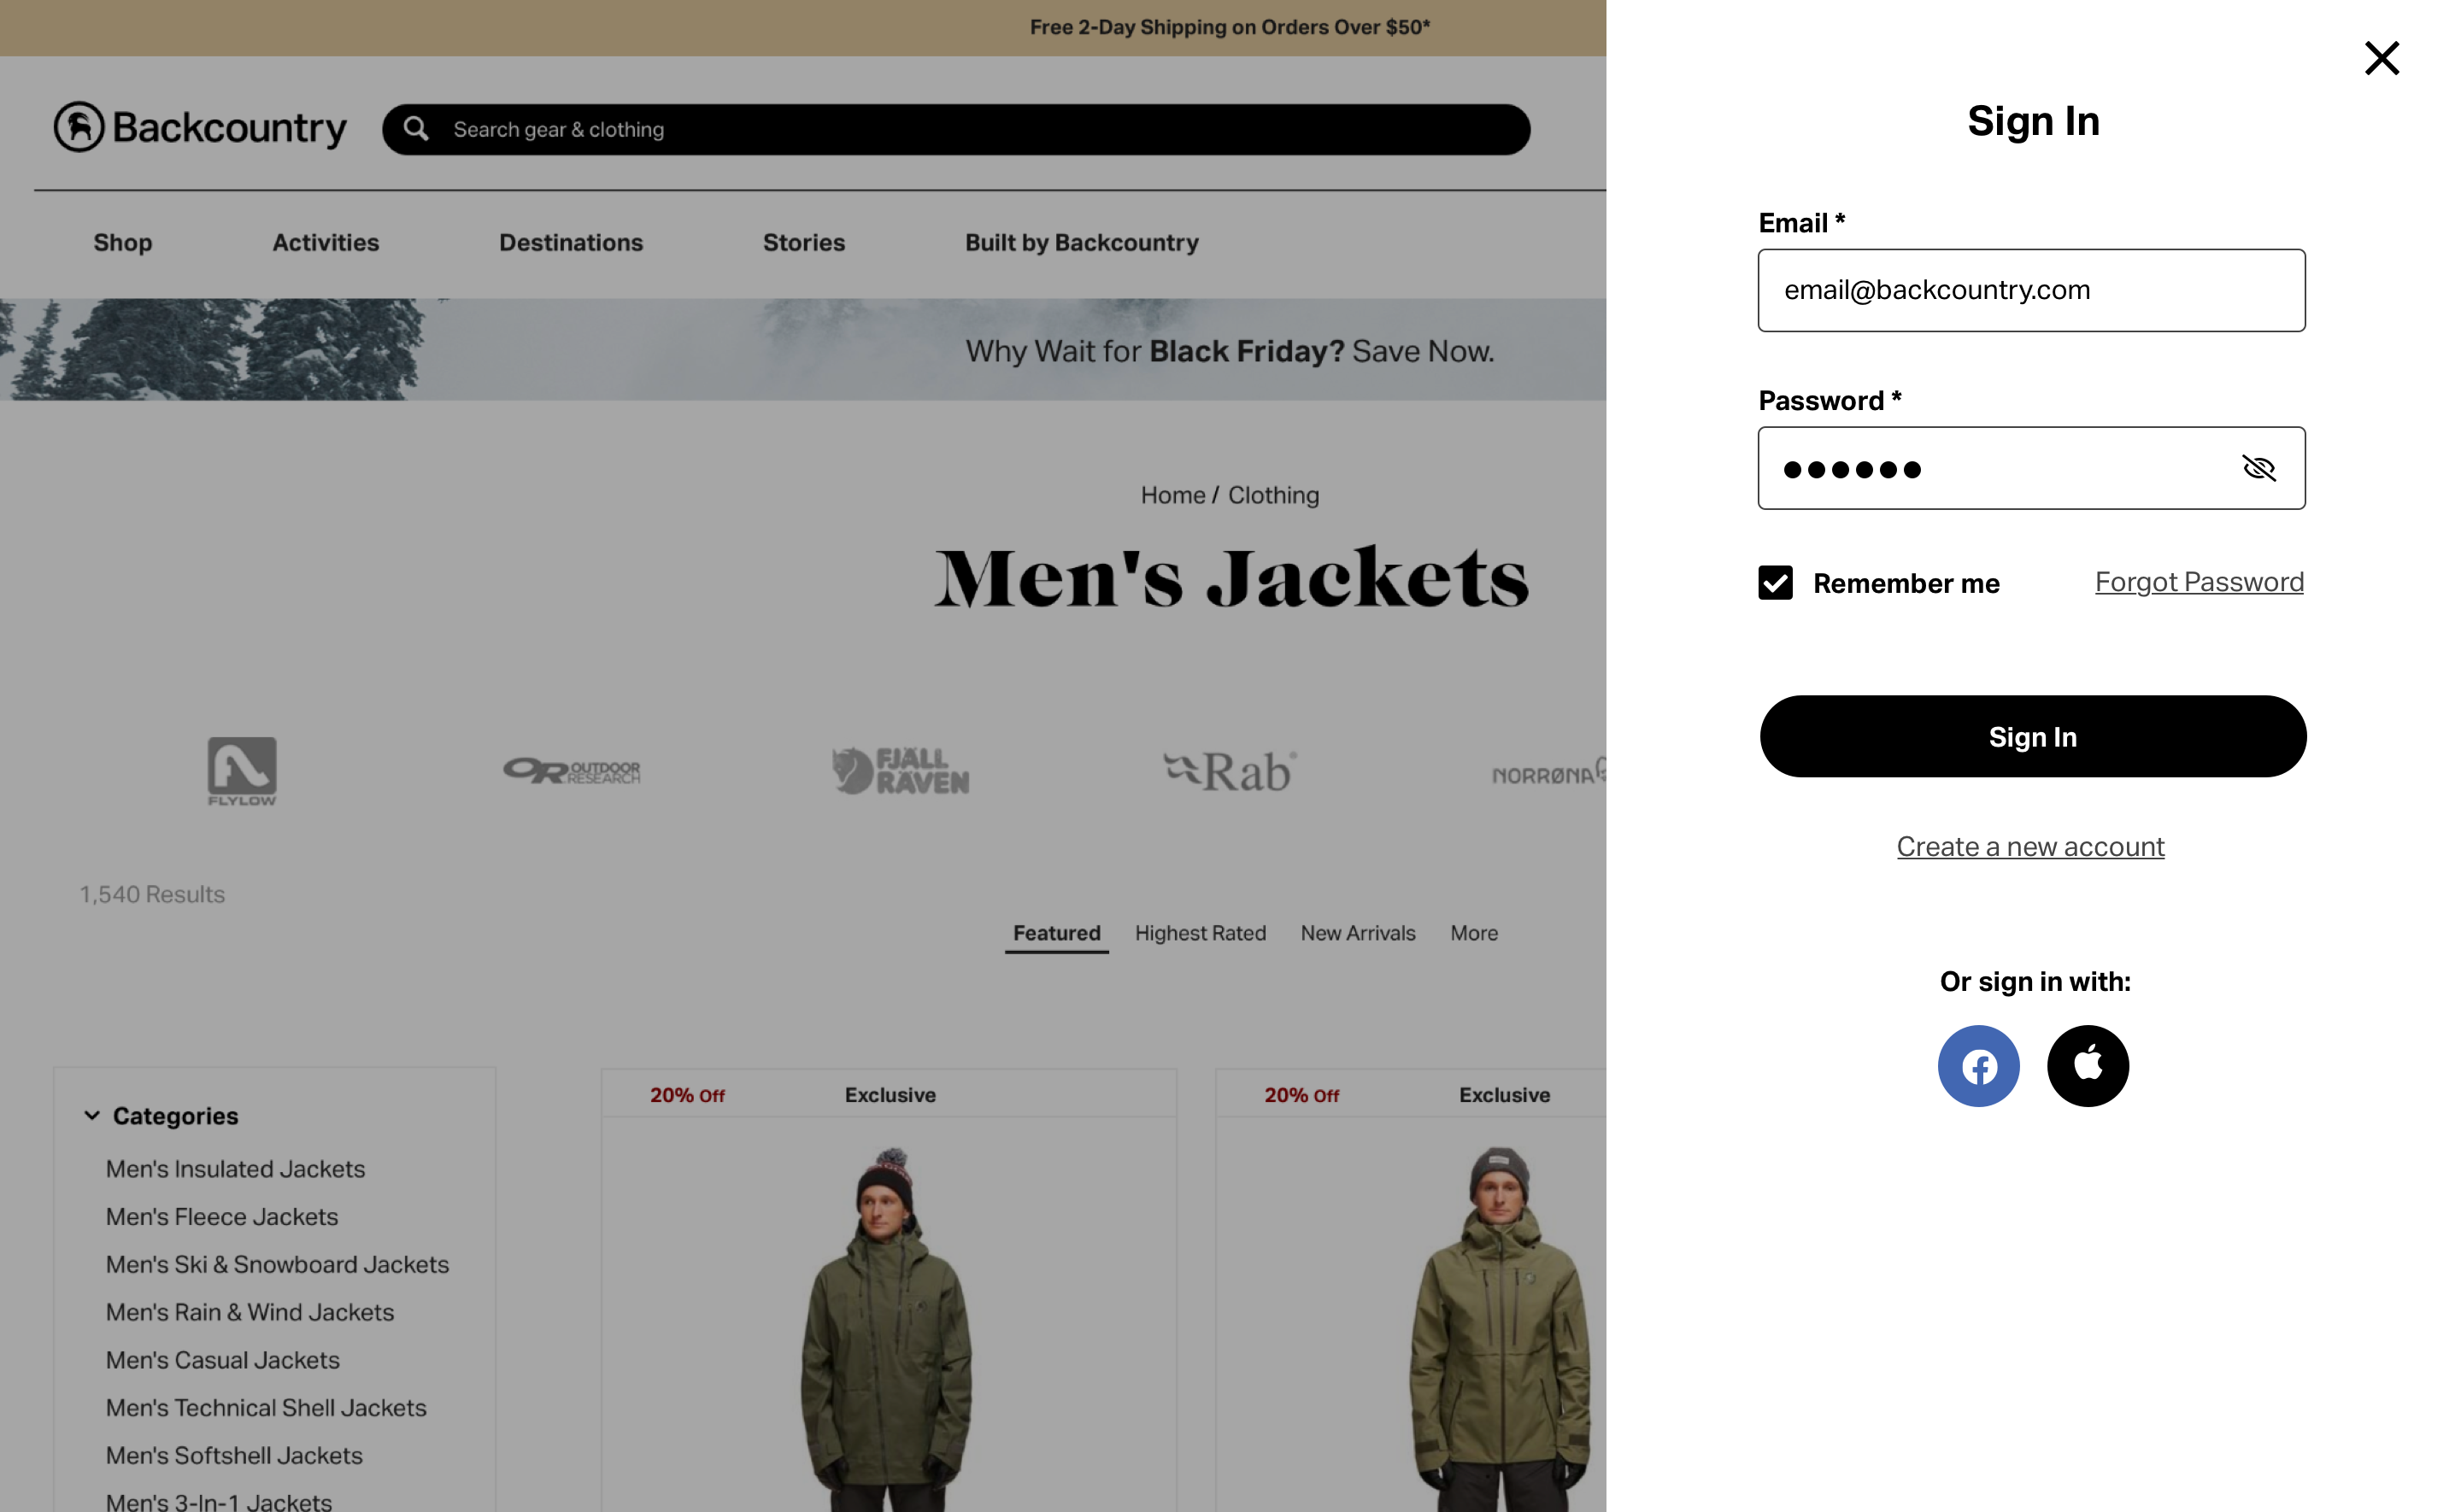 Free 2-Day Shipping on Orders Over $50*
Backcountry
Search gear & clothing
Shop Activities Destinations Stories Built by Backcountry
Why Wait for Black Friday? Save Now.
Home / Clothing
Men's Jackets
FLYLOW
OR OUTDOOR RESEARCH
FJÄLL RÄVEN
Rab
NORRØNA
1,540 Results
Featured Highest Rated New Arrivals More
Categories
Men's Insulated Jackets
Men's Fleece Jackets
Men's Ski & Snowboard Jackets
Men's Rain & Wind Jackets
Men's Casual Jackets
Men's Technical Shell Jackets
Men's Softshell Jackets
Men's 3-In-1 Jackets
20% Off Exclusive
20% Off Exclusive
Sign In
Email *
email@backcountry.com
Password *
Remember me Forgot Password
Sign In
Create a new account
Or sign in with: